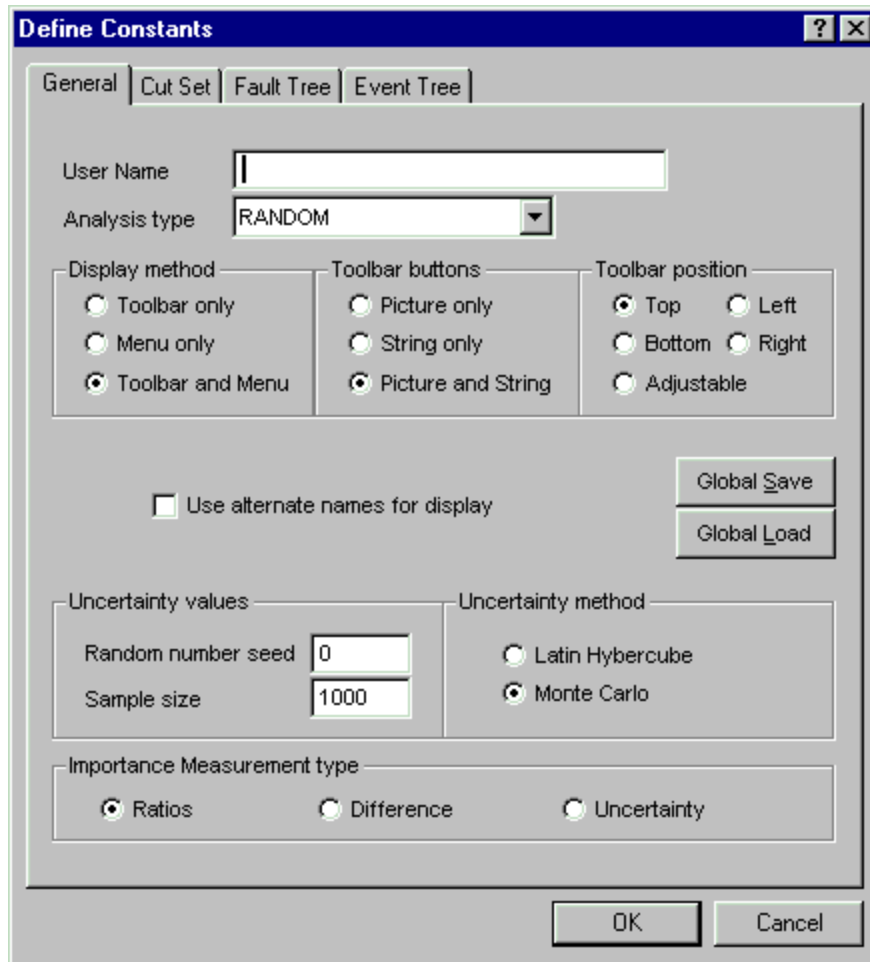 Define Constants
General Cut Set Fault Tree Event Tree
User Name
Analysis type RANDOM
Display method Toolbar buttons Toolbar position
Toolbar only Picture only Top Left
Menu only String only Bottom Right
Toolbar and Menu Picture and String Adjustable
Global Save
Use alternate names for display
Global Load
Uncertainty values Uncertainty method
Random number seed 0 Latin Hybercube
Sample size 1000 Monte Carlo
Importance Measurement type
Ratios Difference Uncertainty
OK Cancel